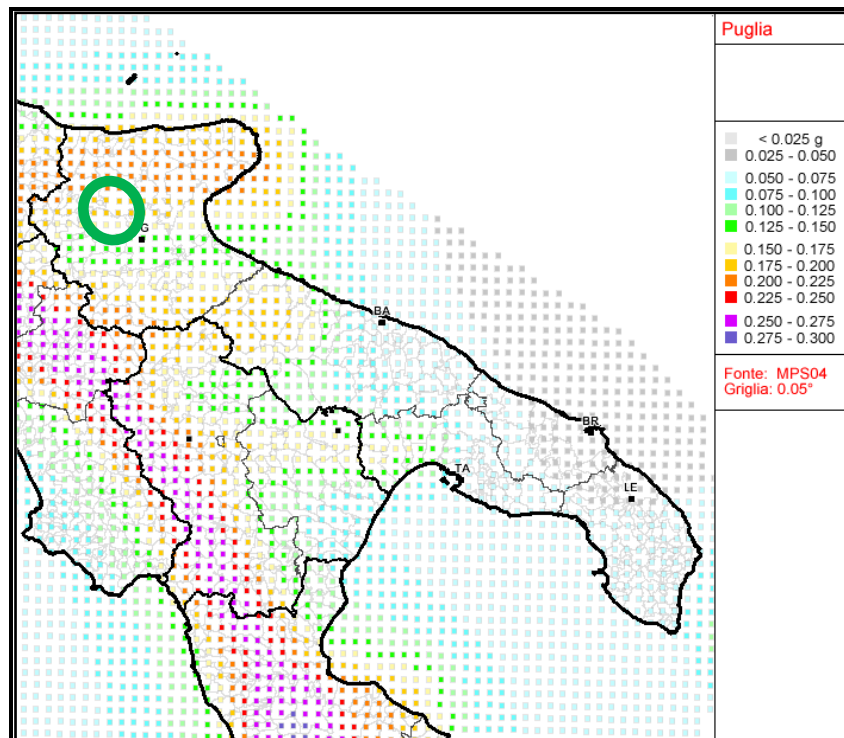 Puglia
< 0.025 g
0.025 - 0.050
0.050 - 0.075
0.075 - 0.100
0.100 - 0.125
0.125 - 0.150
0.150 - 0.175
0.175 - 0.200
0.200 - 0.225
0.225 - 0.250
0.250 - 0.275
0.275 - 0.300
Fonte: MPS04
Griglia: 0.05°
G
BA
BR
TA
LE